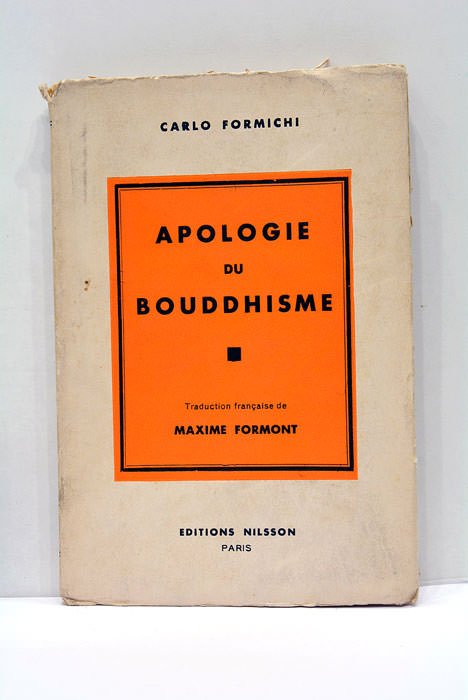 CARLO FORMICHI
APOLOGIE
DU
BOUDDHISME
Traduction française de
MAXIME FORMONT
EDITIONS NILSSON
PARIS